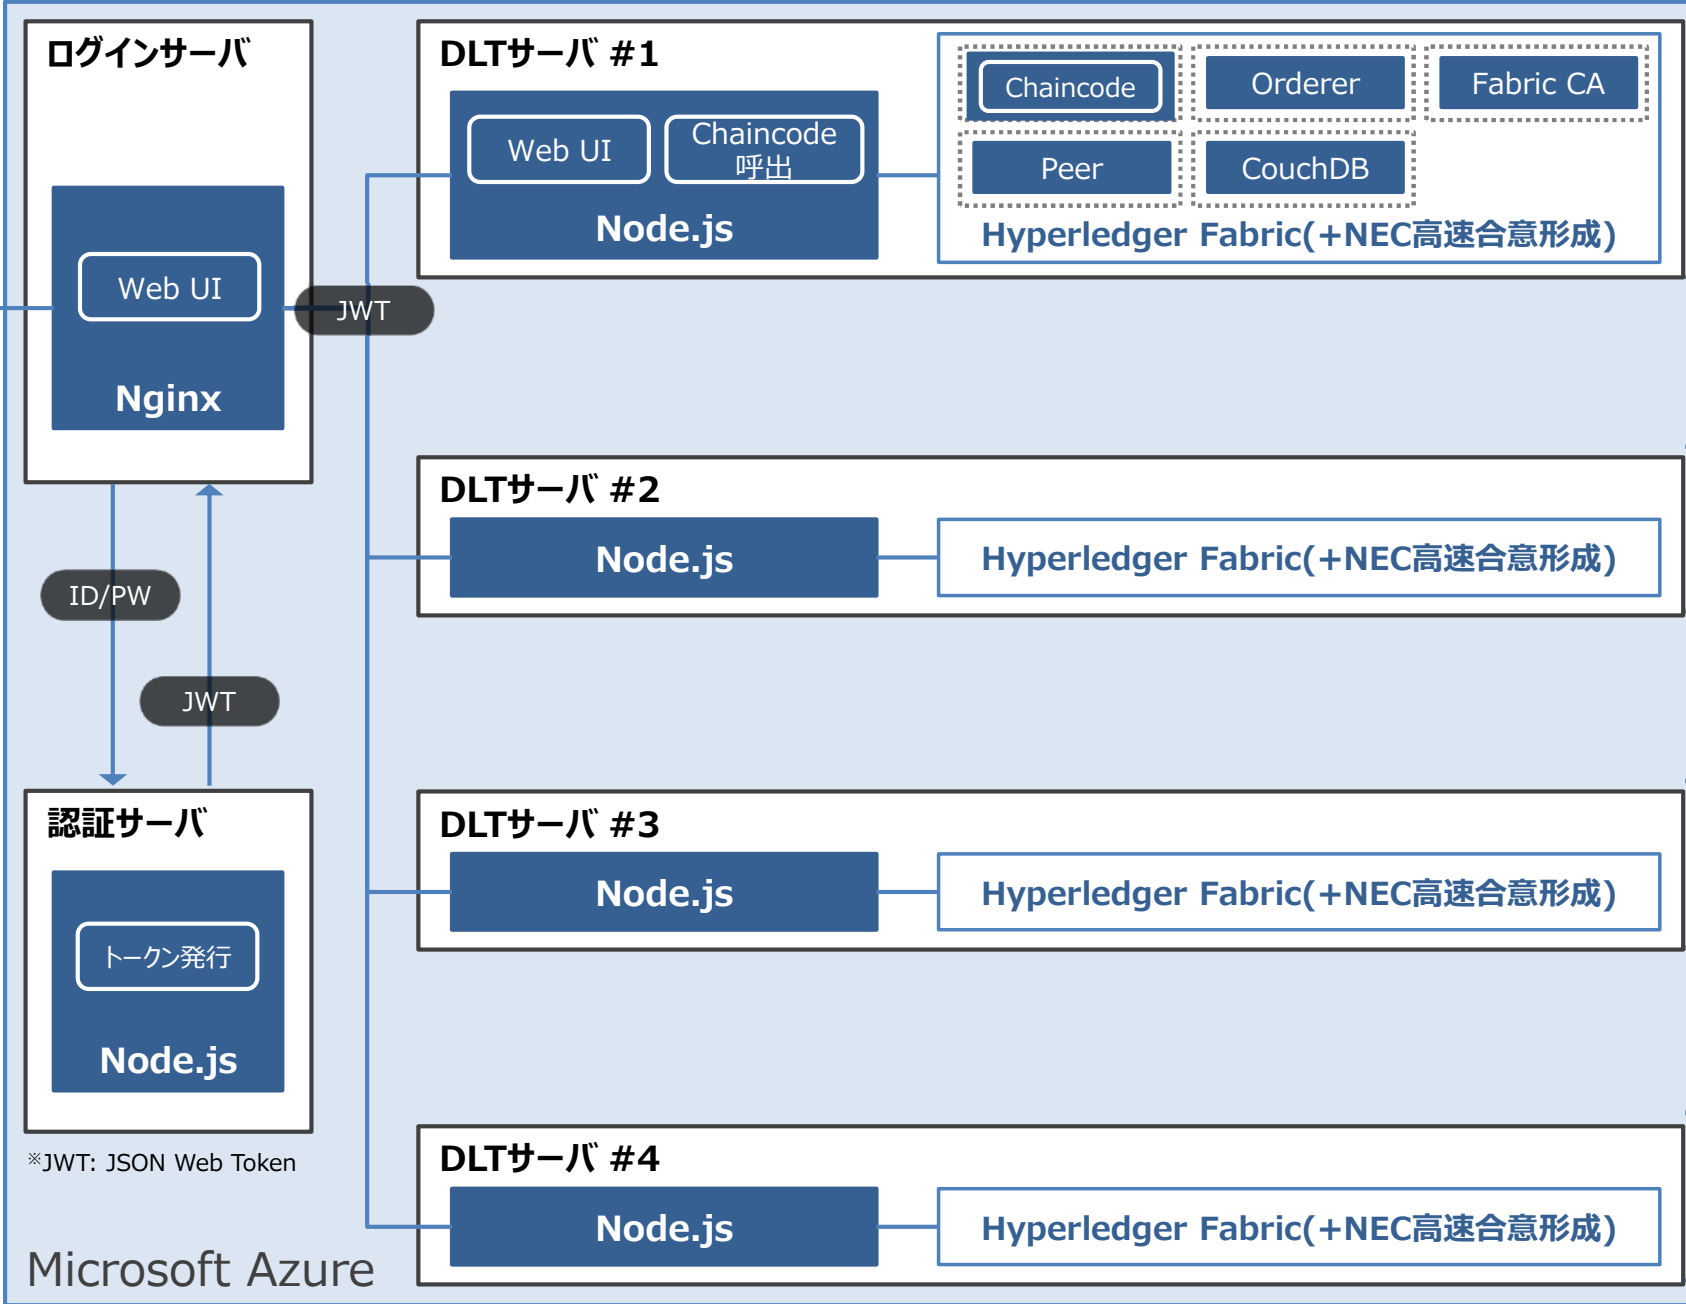 ログインサーバ
Web UI
Nginx
JWT
ID/PW
JWT
認証サーバ
トークン発行
Node.js
※JWT: JSON Web Token
Microsoft Azure
DLTサーバ #1
Web UI
Chaincode
呼出
Node.js
Chaincode
Orderer
Fabric CA
Peer
CouchDB
Hyperledger Fabric(+NEC高速合意形成)
DLTサーバ #2
Node.js
Hyperledger Fabric(+NEC高速合意形成)
DLTサーバ #3
Node.js
Hyperledger Fabric(+NEC高速合意形成)
DLTサーバ #4
Node.js
Hyperledger Fabric(+NEC高速合意形成)